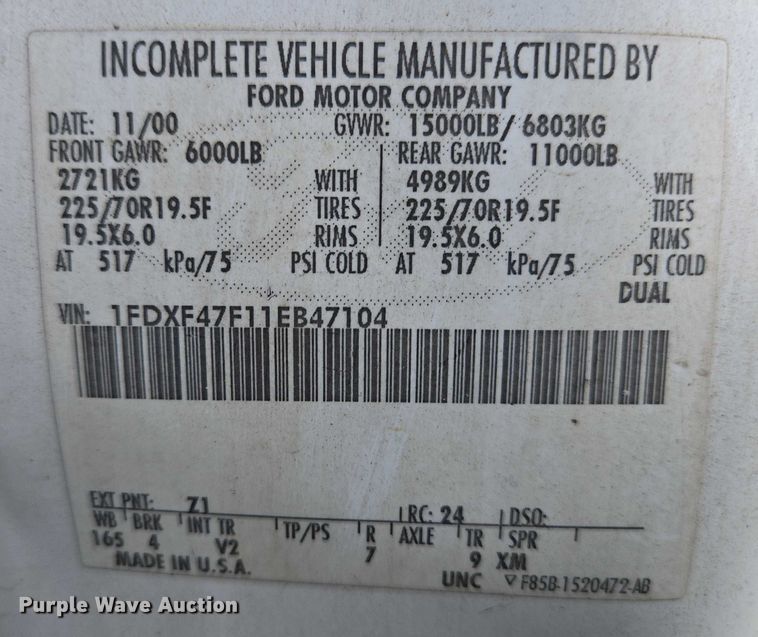 INCOMPLETE VEHICLE MANUFACTURED BY
FORD MOTOR COMPANY
DATE: 11/00 GVWR: 15000LB/ 6803KG
FRONT GAWR: 6000LB REAR GAWR: 11000LB
2721KG WITH 4989KG WITH
225/70R19.5F TIRES 225/70R19.5F TIRES
19.5X6.0 RIMS 19.5X6.0 RIMS
AT 517 kPa/75 PSI COLD AT 517 kPa/75 PSI COLD
DUAL
VIN: 1FDXF47F11EB47104
EXT PNT: Z1 RC: 24 DSO:
WB BRK INT TR TP/PS R AXLE TR SPR
165 4 V2 7 9 XM
MADE IN U.S.A. UNC ▽ F85B-1520472-AB
Purple Wave Auction